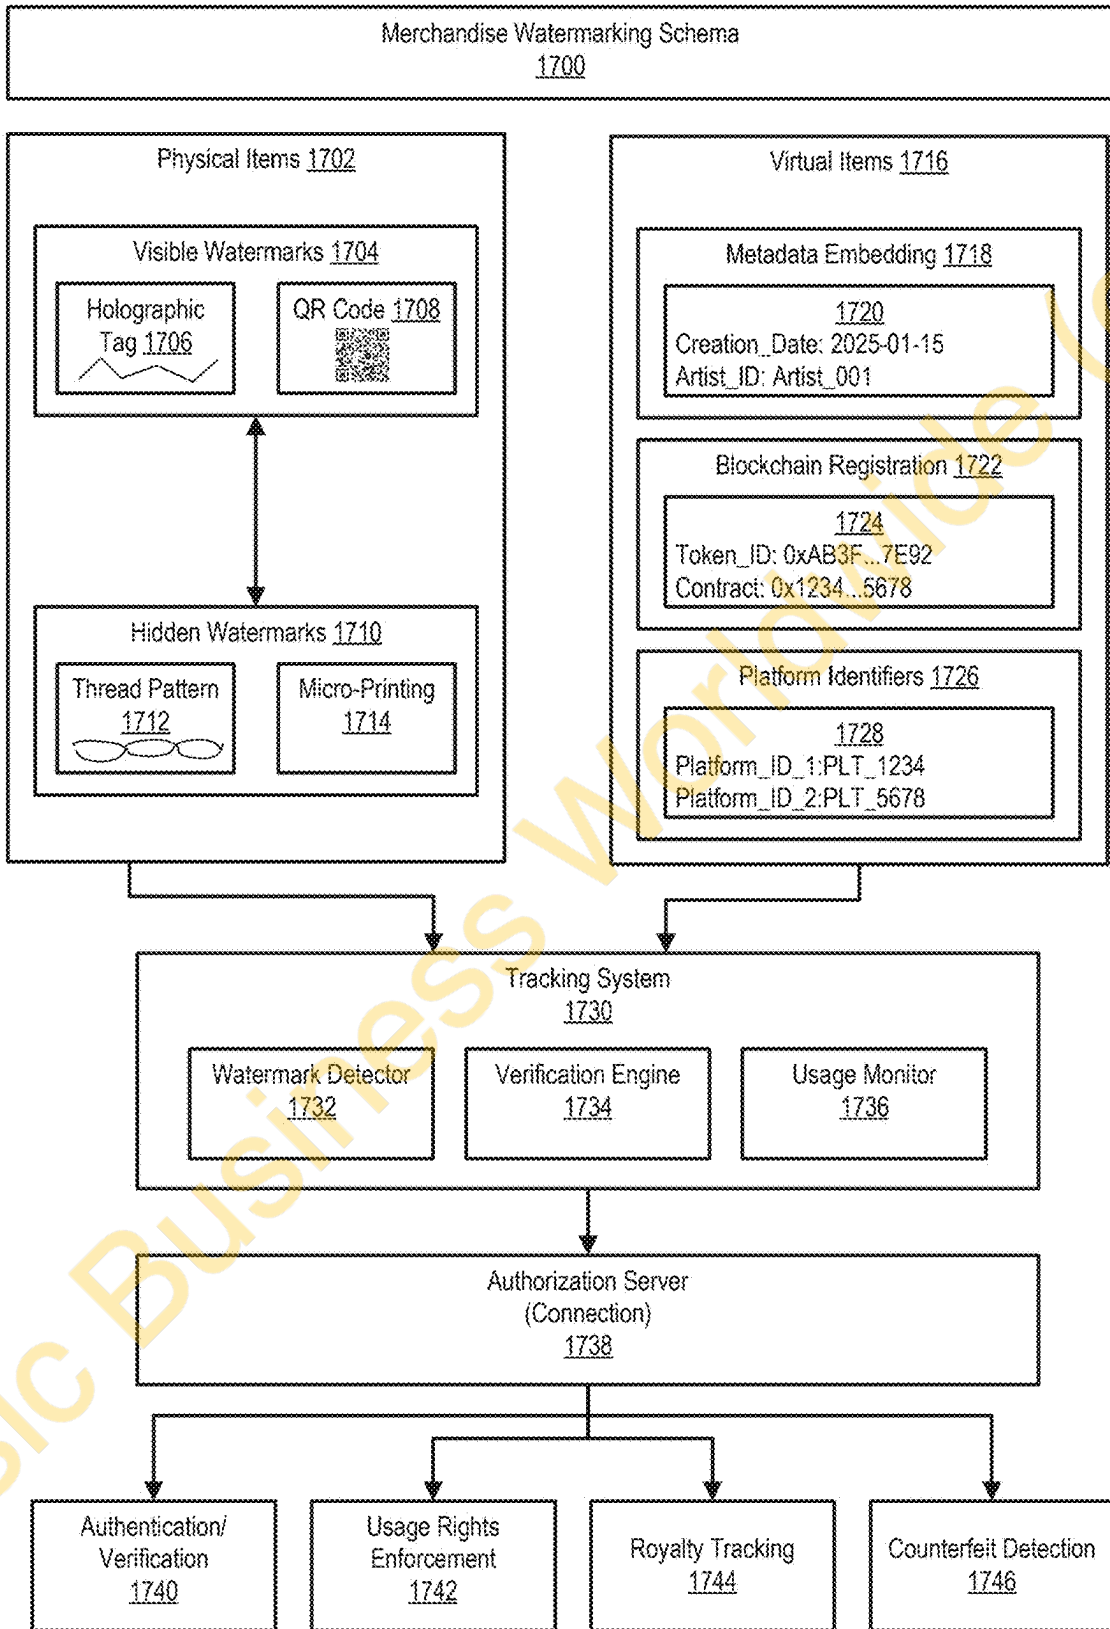 Merchandise Watermarking Schema
1700
Physical Items 1702
Visible Watermarks 1704
Holographic
Tag 1706
QR Code 1708
Hidden Watermarks 1710
Thread Pattern
1712
Micro-Printing
1714
Virtual Items 1716
Metadata Embedding 1718
1720
Creation_Date: 2025-01-15
Artist_ID: Artist_001
Blockchain Registration 1722
1724
Token_ID: 0xAB3F...7E92
Contract: 0x1234...5678
Platform Identifiers 1726
1728
Platform_ID_1:PLT_1234
Platform_ID_2:PLT_5678
Tracking System
1730
Watermark Detector
1732
Verification Engine
1734
Usage Monitor
1736
Authorization Server
(Connection)
1738
Authentication/
Verification
1740
Usage Rights
Enforcement
1742
Royalty Tracking
1744
Counterfeit Detection
1746
Business Worldwide